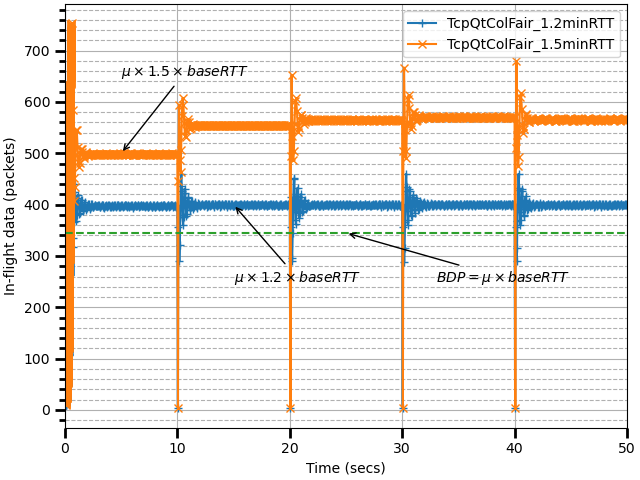 TcpQtColFair_1.2minRTT
TcpQtColFair_1.5minRTT
μ × 1.5 × baseRTT
μ × 1.2 × baseRTT
BDP = μ × baseRTT
In-flight data (packets)
700
600
500
400
300
200
100
0
0 10 20 30 40 50
Time (secs)